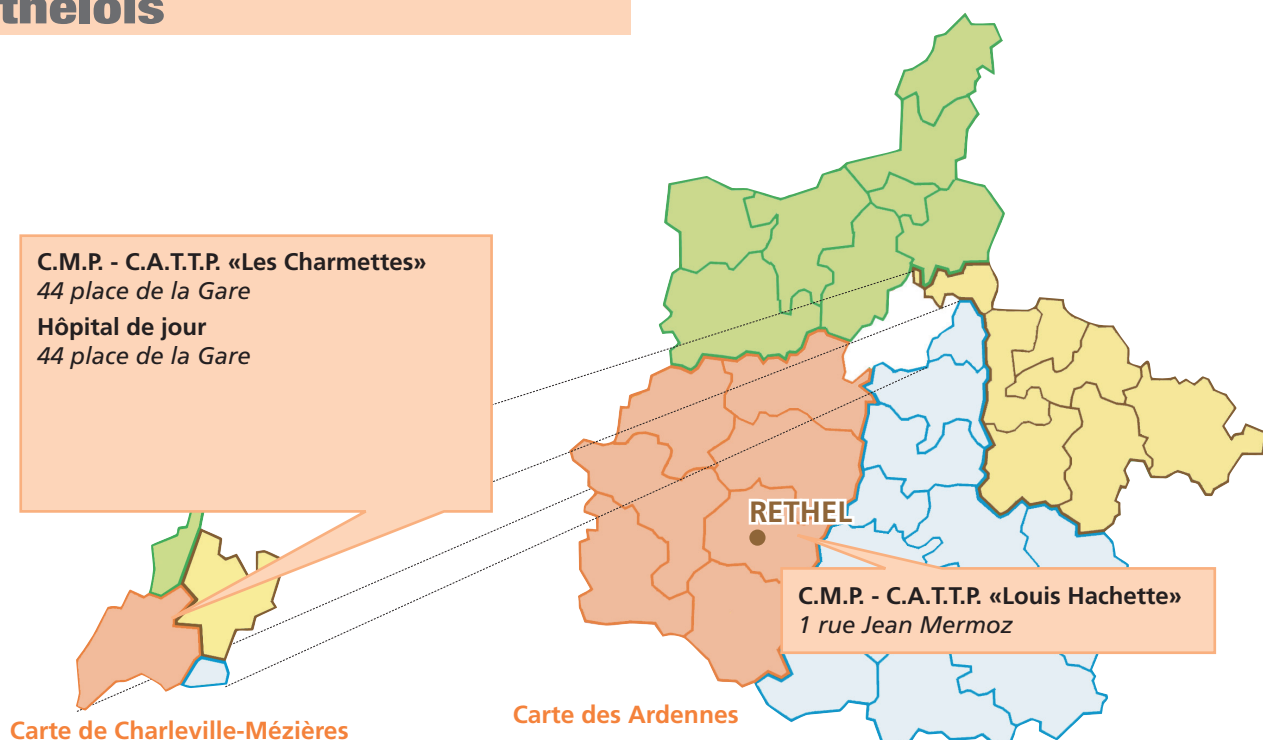 thelois
C.M.P. - C.A.T.T.P. «Les Charmettes»
44 place de la Gare
Hôpital de jour
44 place de la Gare
RETHEL
C.M.P. - C.A.T.T.P. «Louis Hachette»
1 rue Jean Mermoz
Carte des Ardennes
Carte de Charleville-Mézières